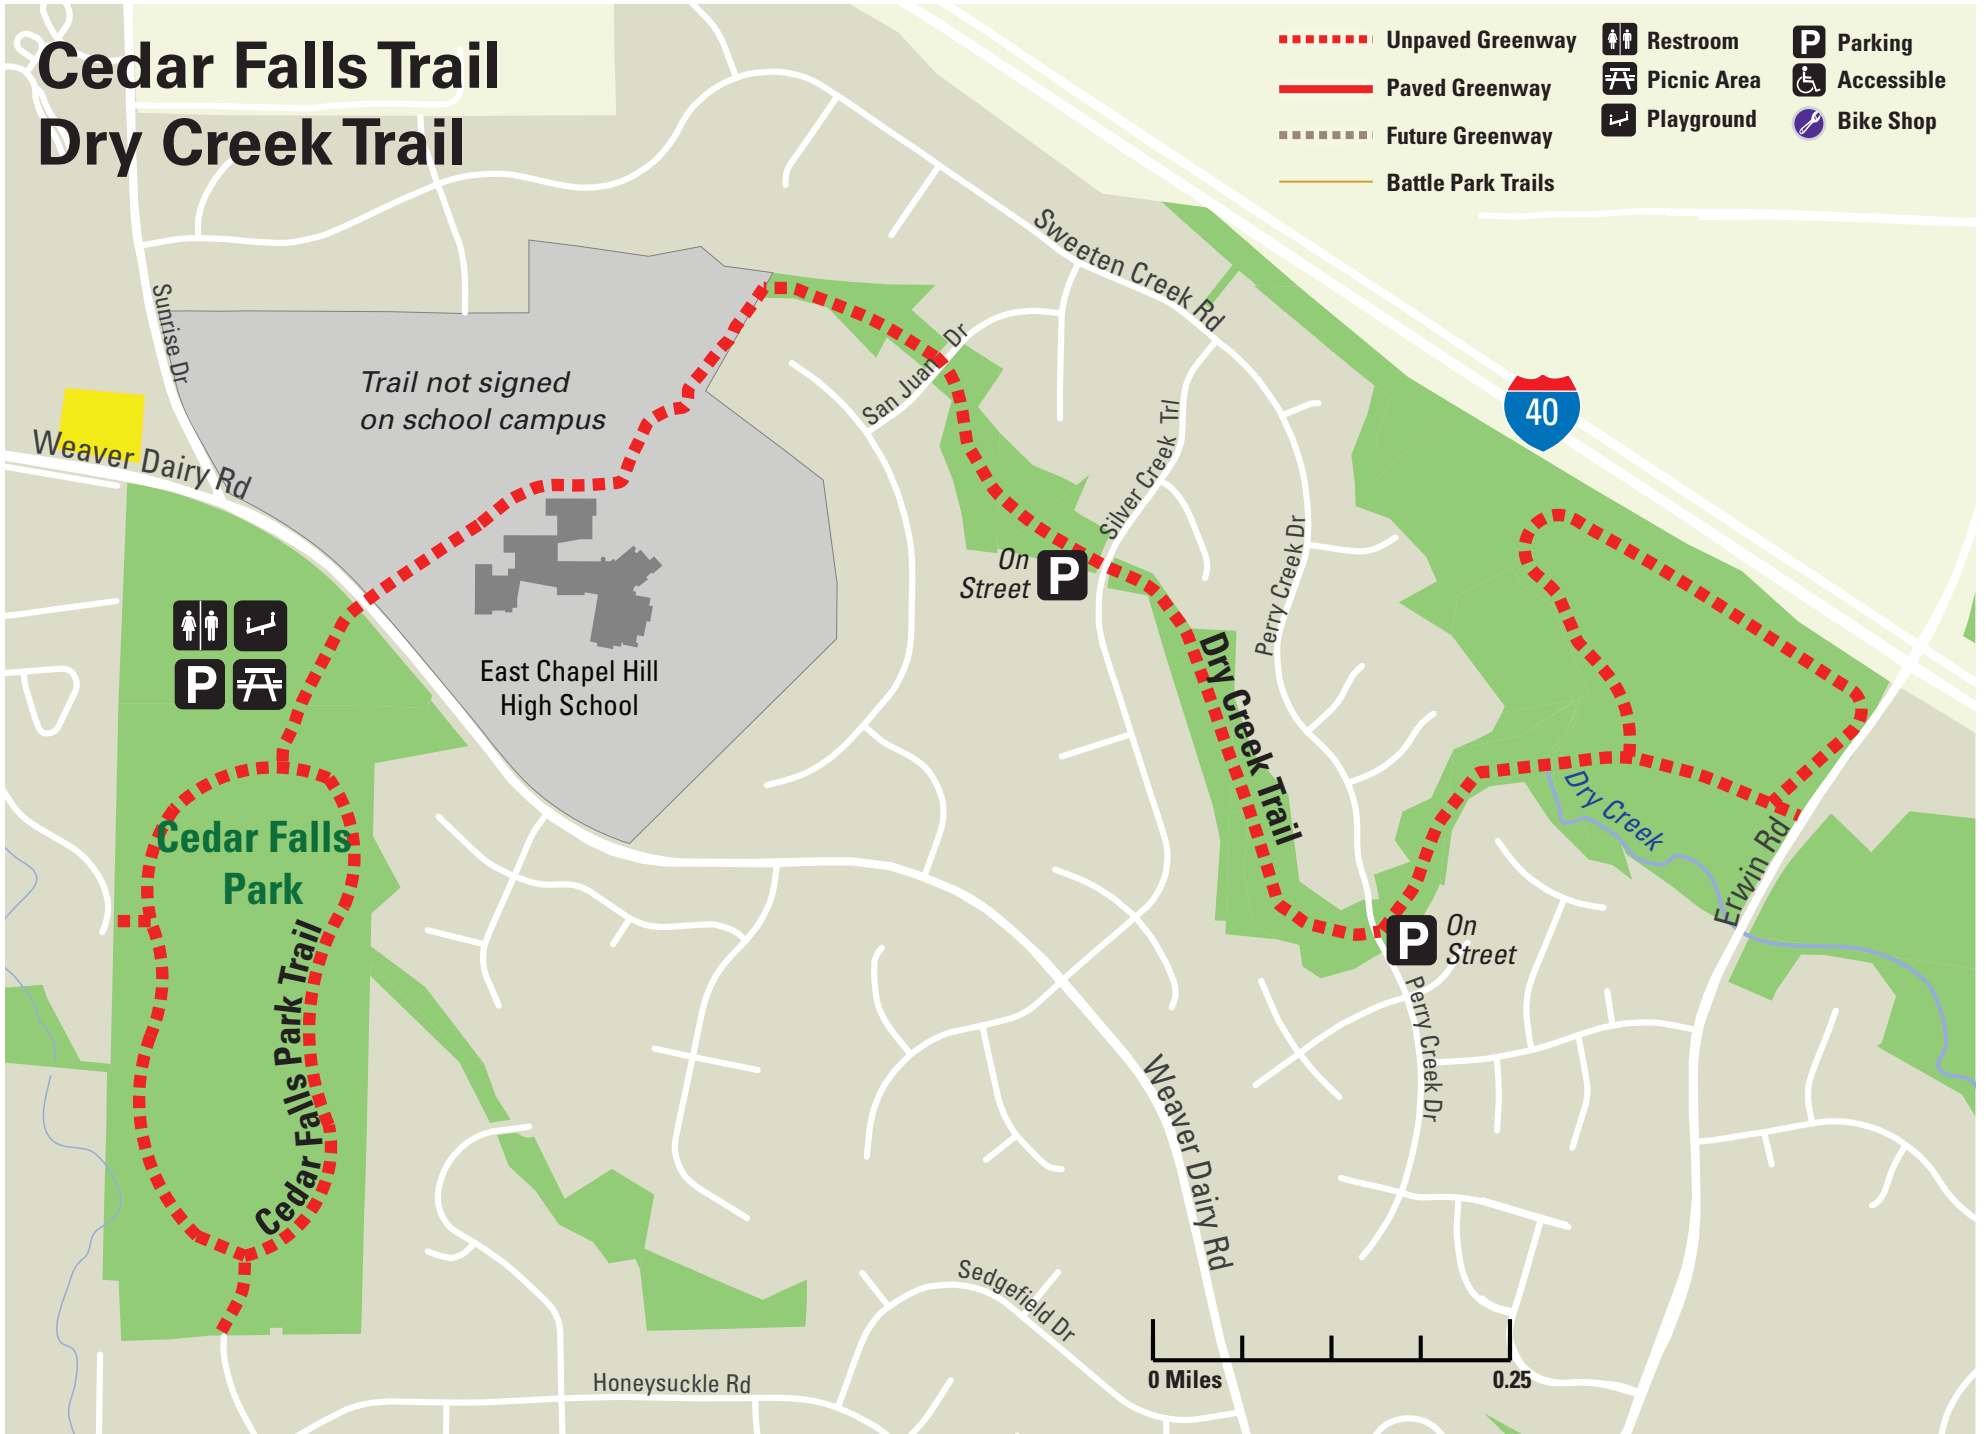 Cedar Falls Trail
Dry Creek Trail
Unpaved Greenway
Paved Greenway
Future Greenway
Battle Park Trails
Restroom
Picnic Area
Playground
P Parking
Accessible
Bike Shop
Sweeten Creek Rd
Sunrise Dr
Trail not signed
on school campus
San Juan Dr
40
Weaver Dairy Rd
Silver Creek Trl
Perry Creek Dr
On
Street
P
P
East Chapel Hill
High School
Dry Creek Trail
Dry Creek
Erwin Rd
Cedar Falls
Park
P
On
Street
Cedar Falls Park Trail
Perry Creek Dr
Weaver Dairy Rd
Sedgefield Dr
Honeysuckle Rd
0 Miles
0.25